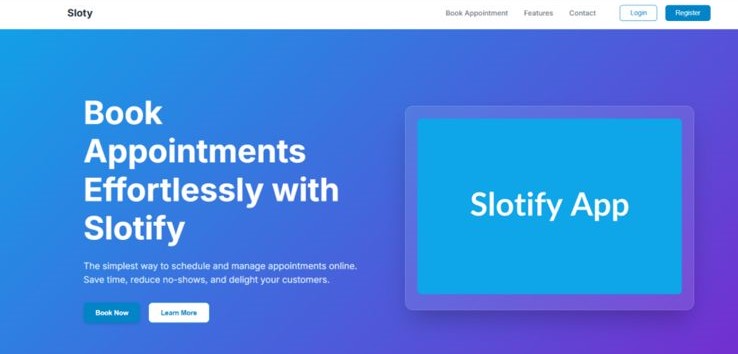 Sloty
Book Appointment
Features
Contact
Login
Register
Book
Appointments
Effortlessly with
Slotify
The simplest way to schedule and manage appointments online.
Save time, reduce no-shows, and delight your customers.
Book Now
Learn More
Slotify App